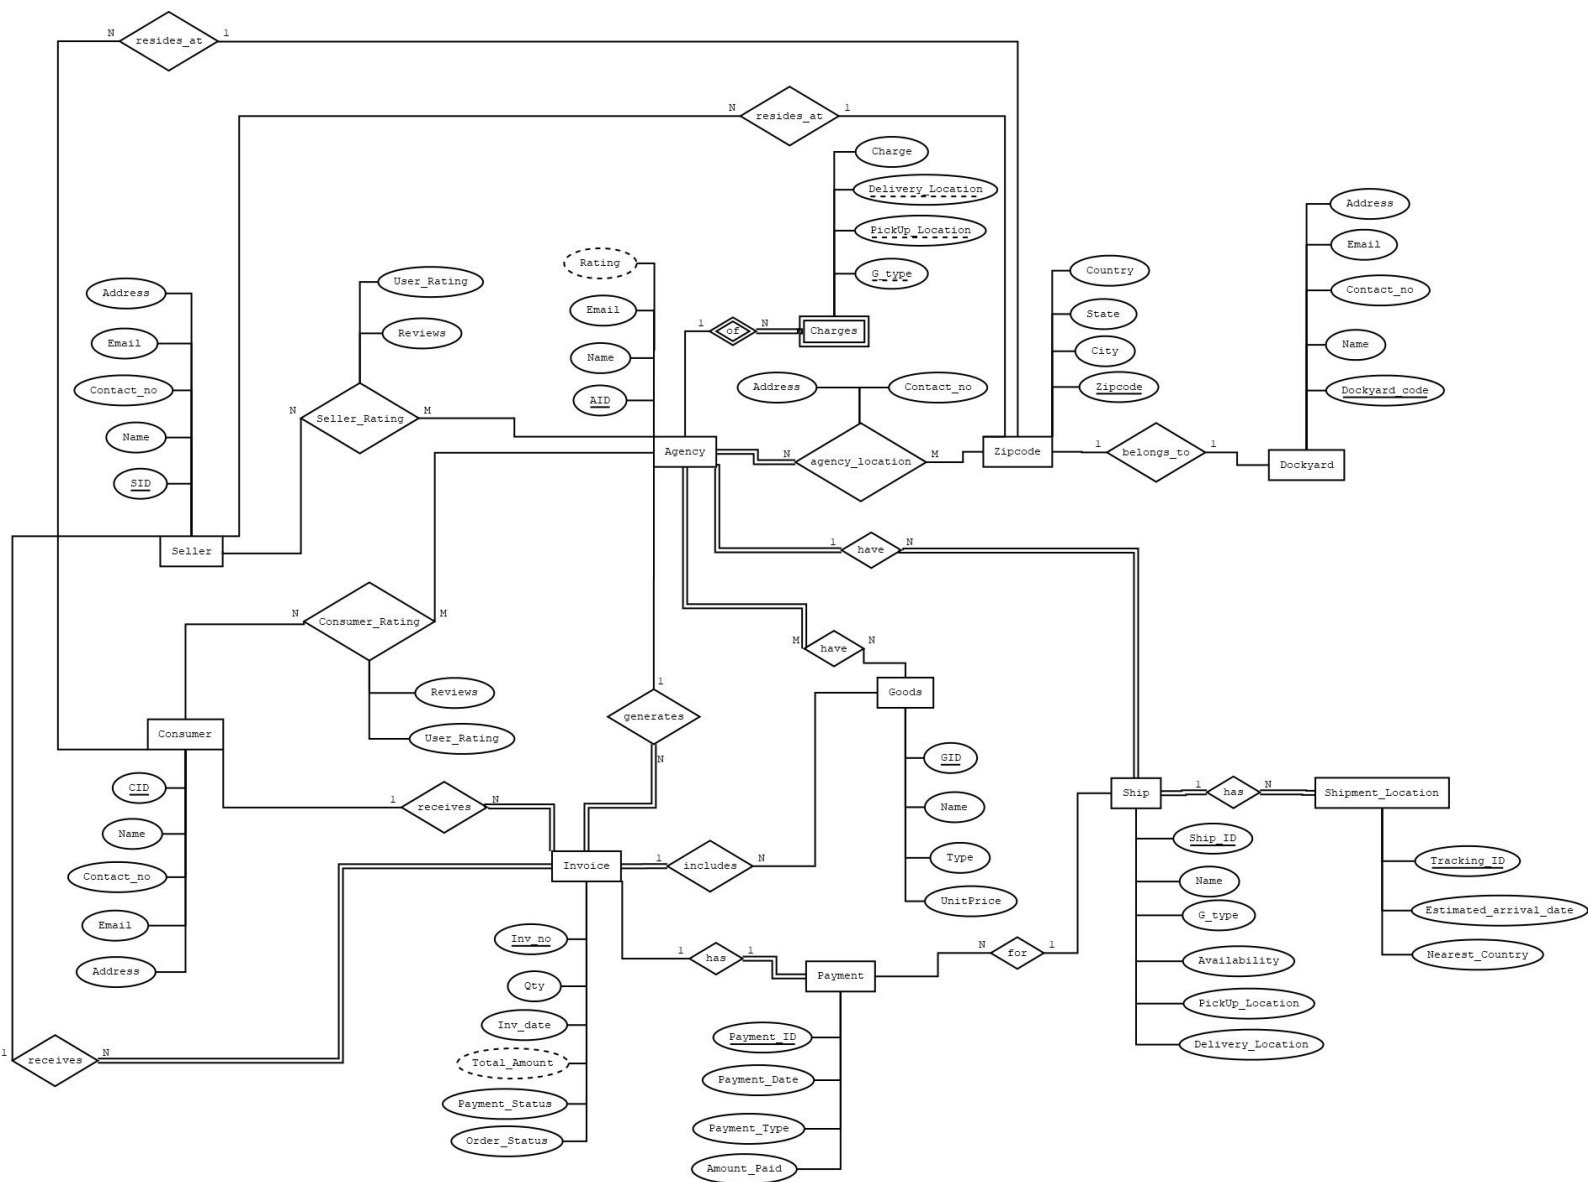 N
resides_at
1
N
resides_at
1
Charge
Delivery_Location
PickUp_Location
G_type
Address
Email
Contact_no
Name
Dockyard_code
Rating
Email
Name
AID
1
of
N
Charges
Country
State
City
Zipcode
Address
Email
Contact_no
Name
SID
User_Rating
Reviews
Address
Contact_no
N
Seller_Rating
M
Agency
N
agency_location
M
Zipcode
1
belongs_to
1
Dockyard
Seller
1
have
N
N
Consumer_Rating
M
M
have
N
Reviews
User_Rating
1
generates
N
Goods
GID
Name
Type
UnitPrice
Consumer
CID
Name
Contact_no
Email
Address
1
receives
N
Invoice
1
includes
N
Ship
1
has
N
Shipment_Location
Ship_ID
Name
G_type
Availability
PickUp_Location
Delivery_Location
Tracking_ID
Estimated_arrival_date
Nearest_Country
Inv_no
Qty
Inv_date
Total_Amount
Payment_Status
Order_Status
1
has
1
Payment
N
for
1
Payment_ID
Payment_Date
Payment_Type
Amount_Paid
1
receives
N